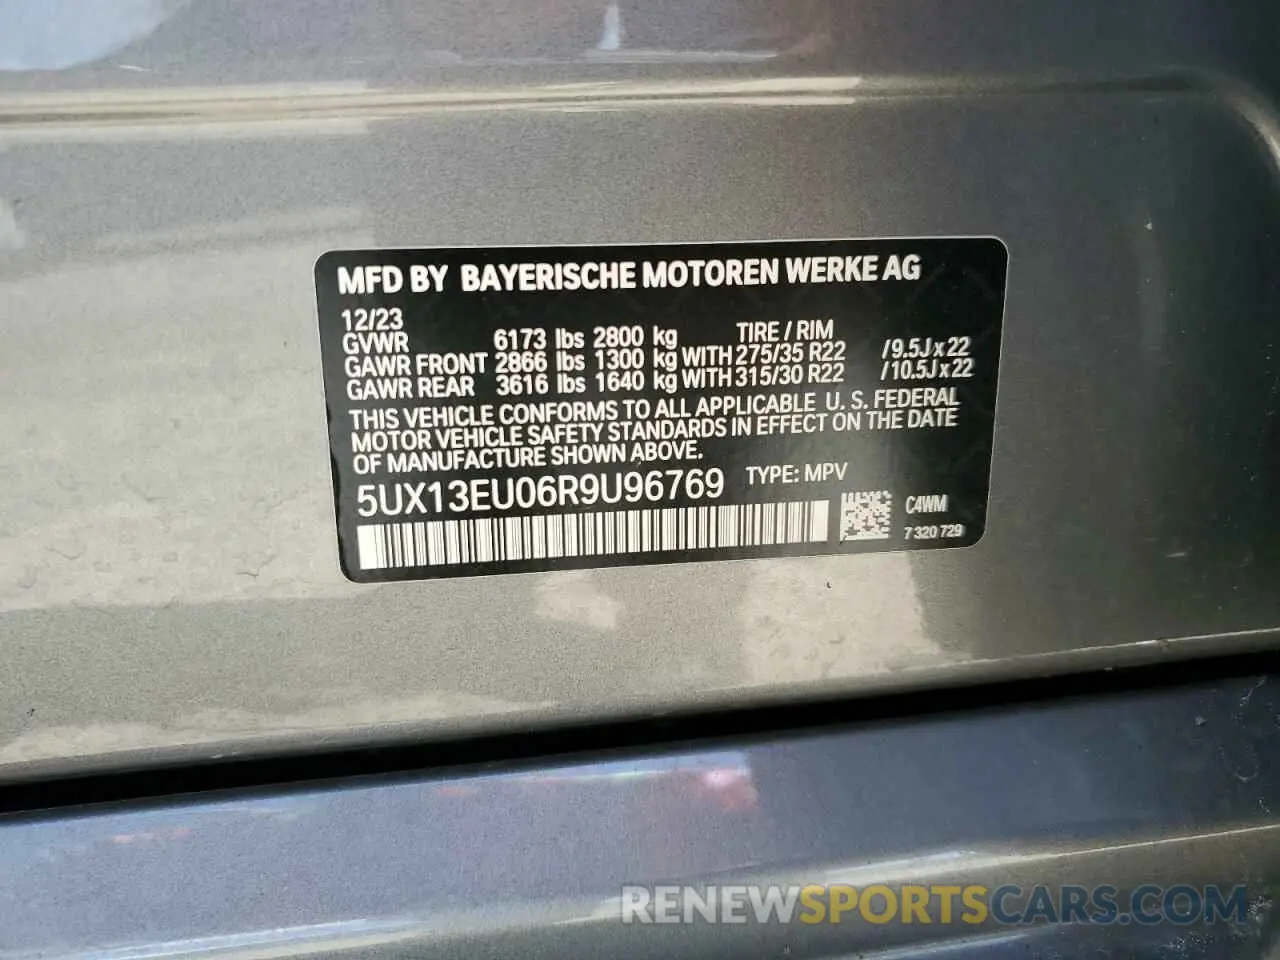 MFD BY BAYERISCHE MOTOREN WERKE AG
12/23
GVWR 6173 lbs 2800 kg TIRE / RIM
GAWR FRONT 2866 lbs 1300 kg WITH 275/35 R22 /9.5J x 22
GAWR REAR 3616 lbs 1640 kg WITH 315/30 R22 /10.5J x 22
THIS VEHICLE CONFORMS TO ALL APPLICABLE U. S. FEDERAL
MOTOR VEHICLE SAFETY STANDARDS IN EFFECT ON THE DATE
OF MANUFACTURE SHOWN ABOVE.
5UX13EU06R9U96769 TYPE: MPV
C4WM
7 320 729
RENEWSPORTSCARS.COM